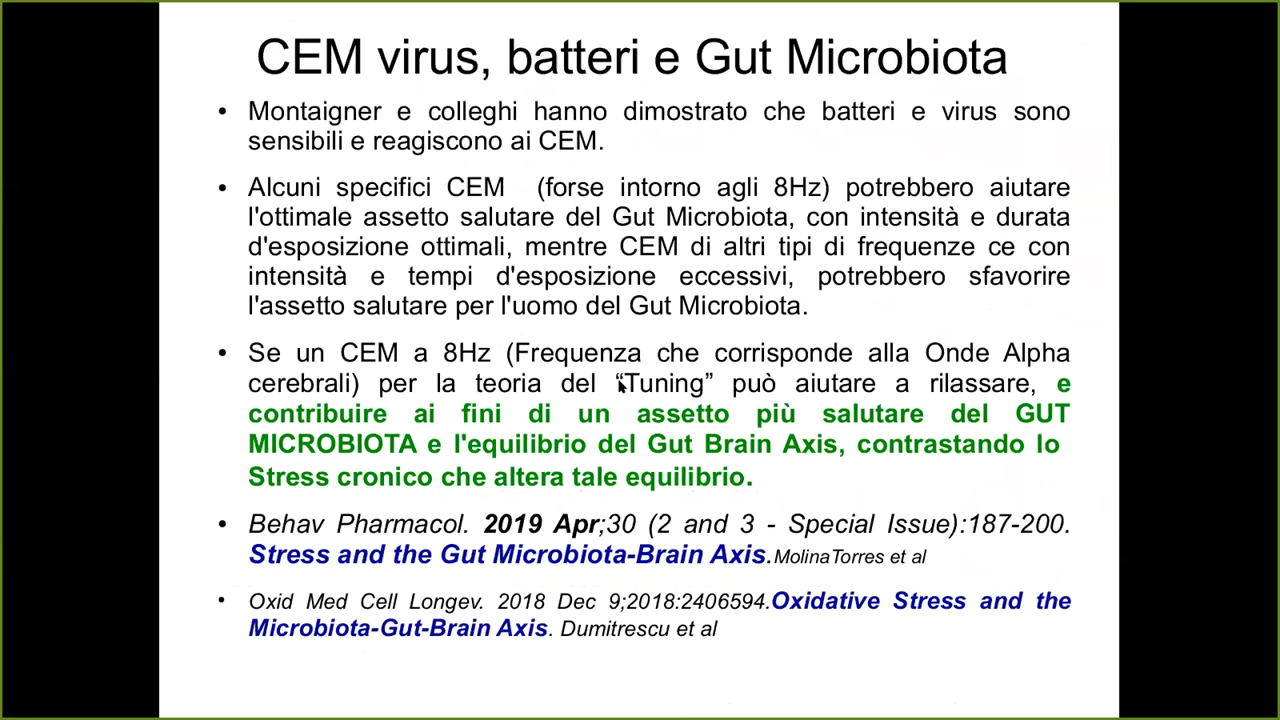 CEM virus, batteri e Gut Microbiota
• Montaigner e colleghi hanno dimostrato che batteri e virus sono
sensibili e reagiscono ai CEM.
• Alcuni specifici CEM (forse intorno agli 8Hz) potrebbero aiutare
l'ottimale assetto salutare del Gut Microbiota, con intensità e durata
d'esposizione ottimali, mentre CEM di altri tipi di frequenze ce con
intensità e tempi d'esposizione eccessivi, potrebbero sfavorire
l'assetto salutare per l'uomo del Gut Microbiota.
• Se un CEM a 8Hz (Frequenza che corrisponde alla Onde Alpha
cerebrali) per la teoria del “Tuning” può aiutare a rilassare, e
contribuire ai fini di un assetto più salutare del GUT
MICROBIOTA e l'equilibrio del Gut Brain Axis, contrastando lo
Stress cronico che altera tale equilibrio.
• Behav Pharmacol. 2019 Apr;30 (2 and 3 - Special Issue):187-200.
Stress and the Gut Microbiota-Brain Axis.MolinaTorres et al
• Oxid Med Cell Longev. 2018 Dec 9;2018:2406594.Oxidative Stress and the
Microbiota-Gut-Brain Axis. Dumitrescu et al